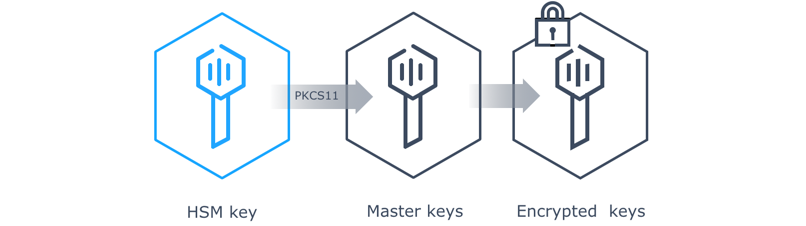 PKCS11
HSM key
Master keys
Encrypted  keys